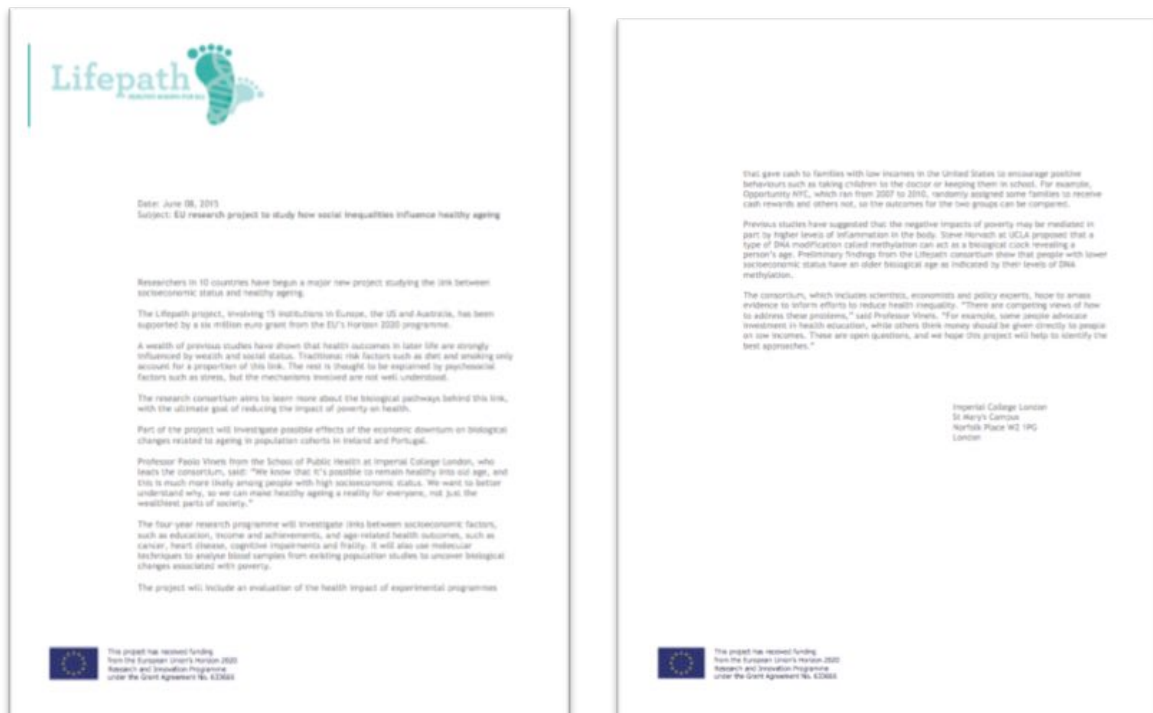 Lifepath
HEALTHY AGEING FOR ALL
Date: June 08, 2015
Subject: EU research project to study how social inequalities influence healthy ageing
Researchers in 10 countries have begun a major new project studying the link between
socioeconomic status and healthy ageing.
The Lifepath project, involving 15 institutions in Europe, the US and Australia, has been
supported by a six million euro grant from the EU's Horizon 2020 programme.
A wealth of previous studies have shown that health outcomes in later life are strongly
influenced by wealth and social status. Traditional risk factors such as diet and smoking only
account for a proportion of this link. The rest is thought to be explained by psychosocial
factors such as stress, but the mechanisms involved are not well understood.
The research consortium aims to learn more about the biological pathways behind this link,
with the ultimate goal of reducing the impact of poverty on health.
Part of the project will investigate possible effects of the economic downturn on biological
changes related to ageing in population cohorts in Ireland and Portugal.
Professor Paolo Vineis from the School of Public Health at Imperial College London, who
leads the consortium, said: "We know that it's possible to remain healthy into old age, and
this is much more likely among people with high socioeconomic status. We want to better
understand why, so we can make healthy ageing a reality for everyone, not just the
wealthiest parts of society."
The four-year research programme will investigate links between socioeconomic factors,
such as education, income and achievements, and age-related health outcomes, such as
cancer, heart disease, cognitive impairments and frailty. It will also use molecular
techniques to analyse blood samples from existing population studies to uncover biological
changes associated with poverty.
The project will include an evaluation of the health impact of experimental programmes
This project has received funding
from the European Union's Horizon 2020
Research and Innovation Programme
under the Grant Agreement No. 633666
that gave cash to families with low incomes in the United States to encourage positive
behaviours such as taking children to the doctor or keeping them in school. For example,
Opportunity NYC, which ran from 2007 to 2010, randomly assigned some families to receive
cash rewards and others not, so the outcomes for the two groups can be compared.
Previous studies have suggested that the negative impacts of poverty may be mediated in
part by higher levels of inflammation in the body. Steve Horvath at UCLA proposed that a
type of DNA modification called methylation can act as a biological clock revealing a
person's age. Preliminary findings from the Lifepath consortium show that people with lower
socioeconomic status have an older biological age as indicated by their levels of DNA
methylation.
The consortium, which includes scientists, economists and policy experts, hope to amass
evidence to inform efforts to reduce health inequality. "There are competing views of how
to address these problems," said Professor Vineis. "For example, some people advocate
investment in health education, while others think money should be given directly to people
on low incomes. These are open questions, and we hope this project will help to identify the
best approaches."
Imperial College London
St Mary's Campus
Norfolk Place W2 1PG
London
This project has received funding
from the European Union's Horizon 2020
Research and Innovation Programme
under the Grant Agreement No. 633666